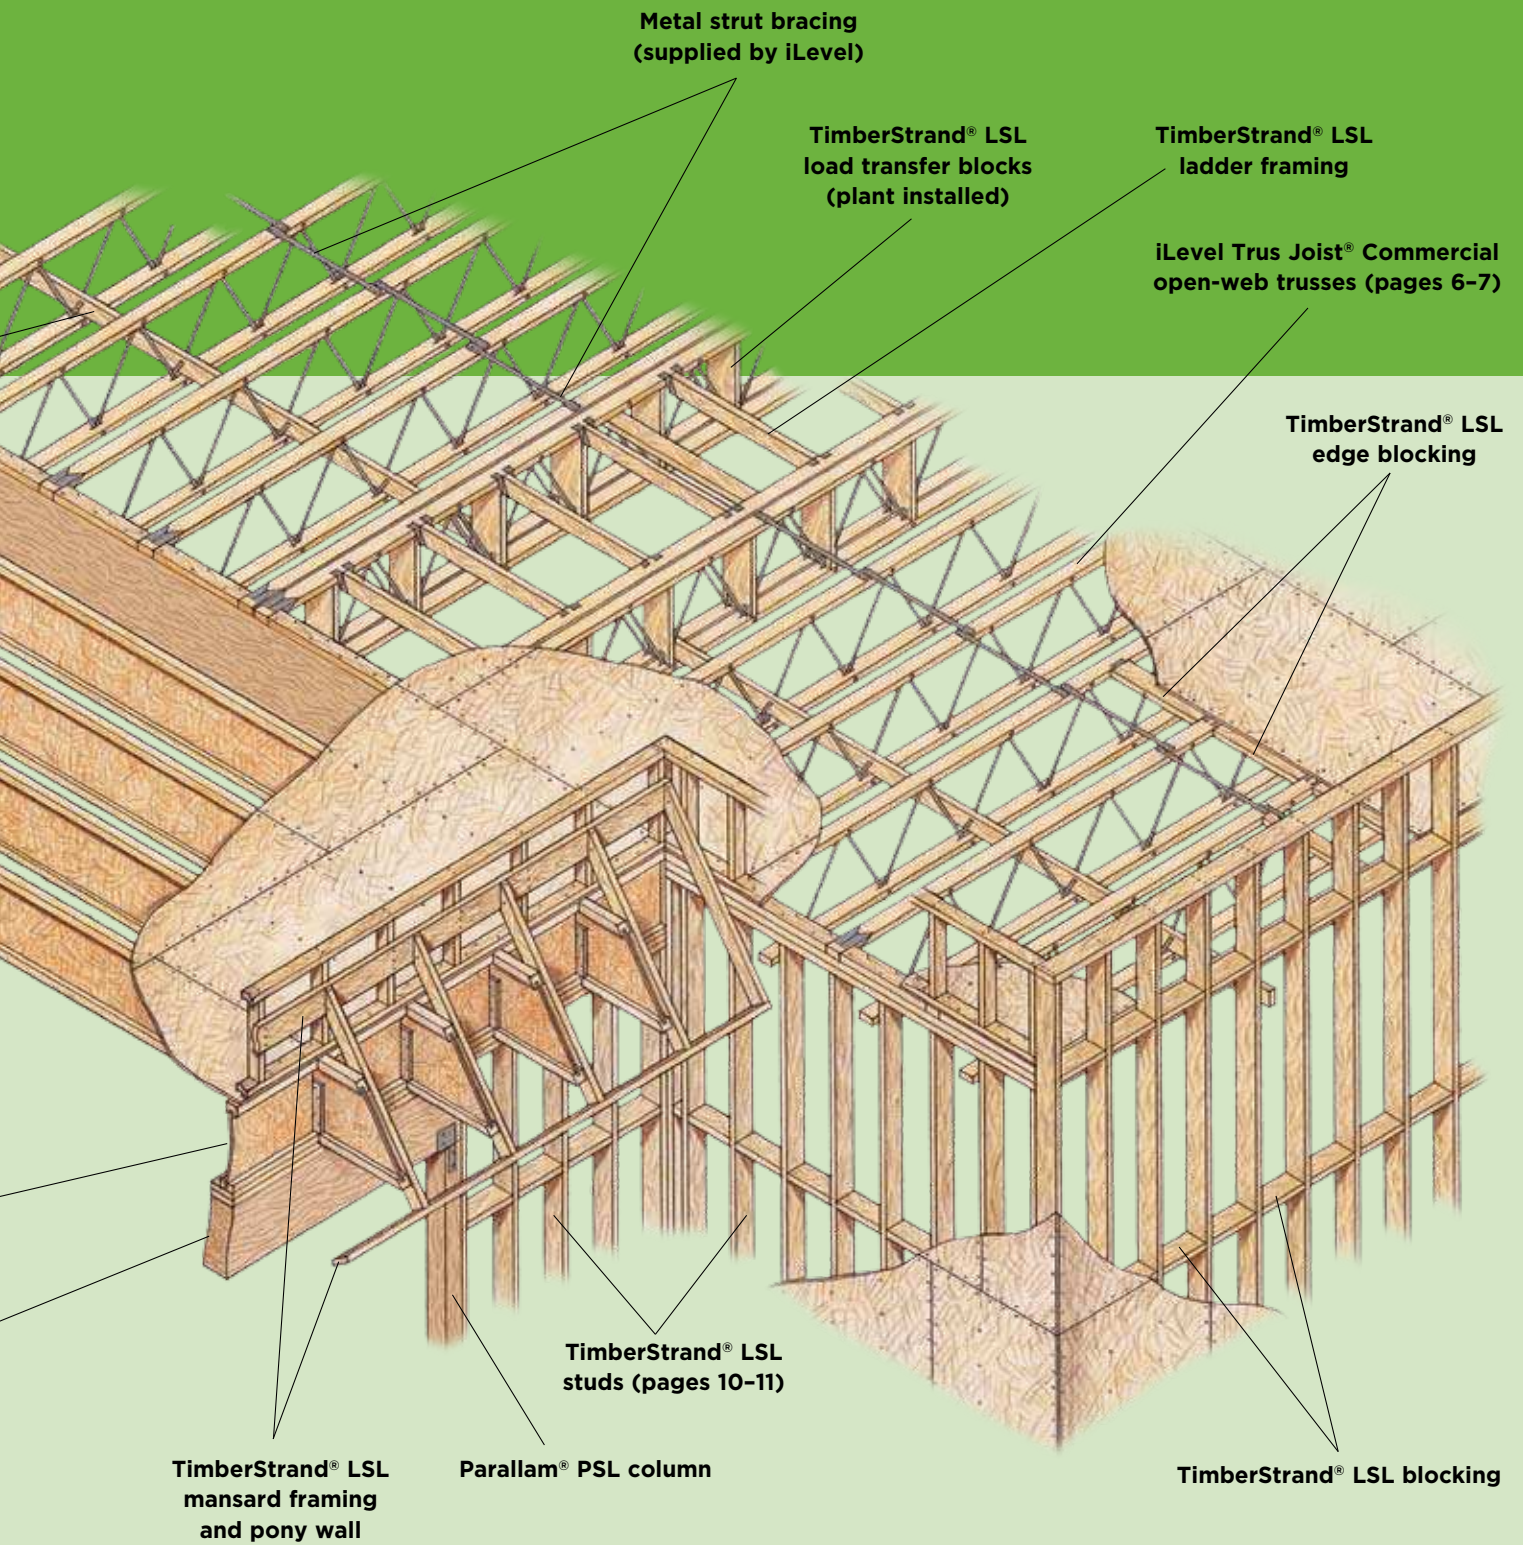 Metal strut bracing
(supplied by iLevel)
TimberStrand® LSL
load transfer blocks
(plant installed)
TimberStrand® LSL
ladder framing
iLevel Trus Joist® Commercial
open-web trusses (pages 6–7)
TimberStrand® LSL
edge blocking
TimberStrand® LSL
studs (pages 10–11)
TimberStrand® LSL
mansard framing
and pony wall
Parallam® PSL column
TimberStrand® LSL blocking